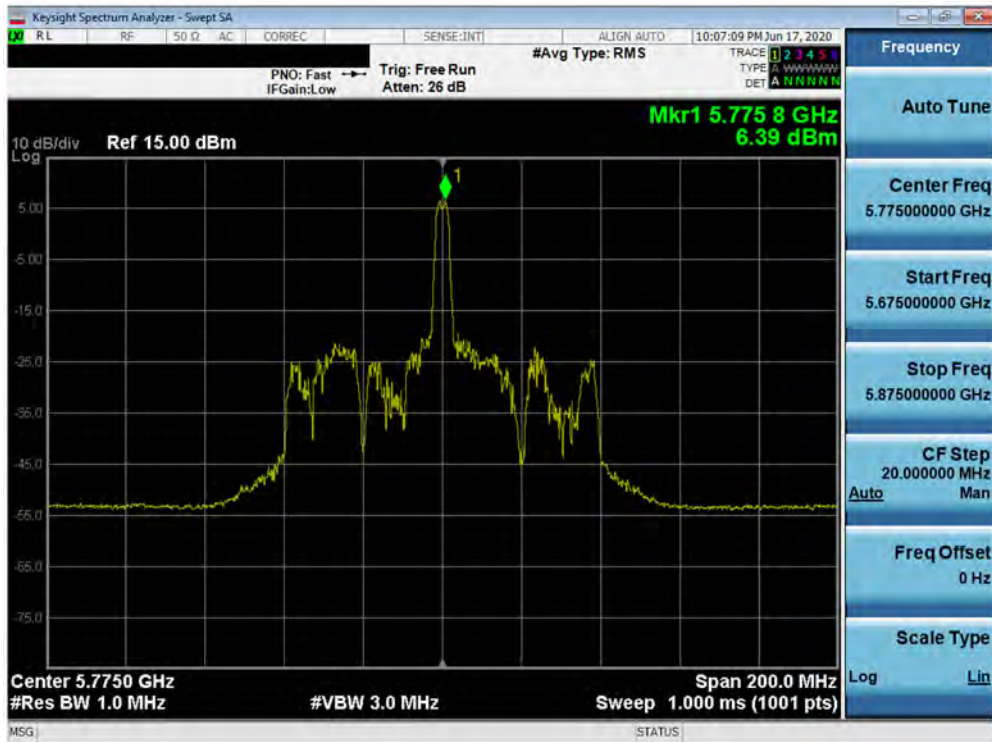 Keysight Spectrum Analyzer - Swept SA
LXI RL RF 50 Ω AC CORREC SENSE:INT ALIGN AUTO 10:07:09 PM Jun 17, 2020
#Avg Type: RMS
TRACE 1 2 3 4 5 6
PNO: Fast
Trig: Free Run
TYPE A WWWWW
IFGain:Low
Atten: 26 dB
DET A N N N N N
Mkr1 5.775 8 GHz
6.39 dBm
10 dB/div
Ref 15.00 dBm
Log
1
5.00
-5.00
-15.0
-25.0
-35.0
-45.0
-55.0
-65.0
-75.0
Center 5.7750 GHz
Span 200.0 MHz
#Res BW 1.0 MHz
#VBW 3.0 MHz
Sweep 1.000 ms (1001 pts)
MSG
STATUS
Frequency
Auto Tune
Center Freq
5.775000000 GHz
Start Freq
5.675000000 GHz
Stop Freq
5.875000000 GHz
CF Step
20.000000 MHz
Auto Man
Freq Offset
0 Hz
Scale Type
Log Lin